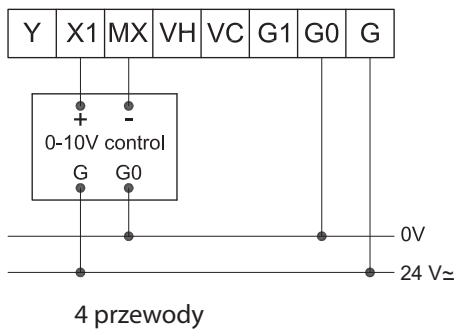 Y X1 MX VH VC G1 G0 G
+ -
0-10V control
G G0
0V
24 V≃
4 przewody